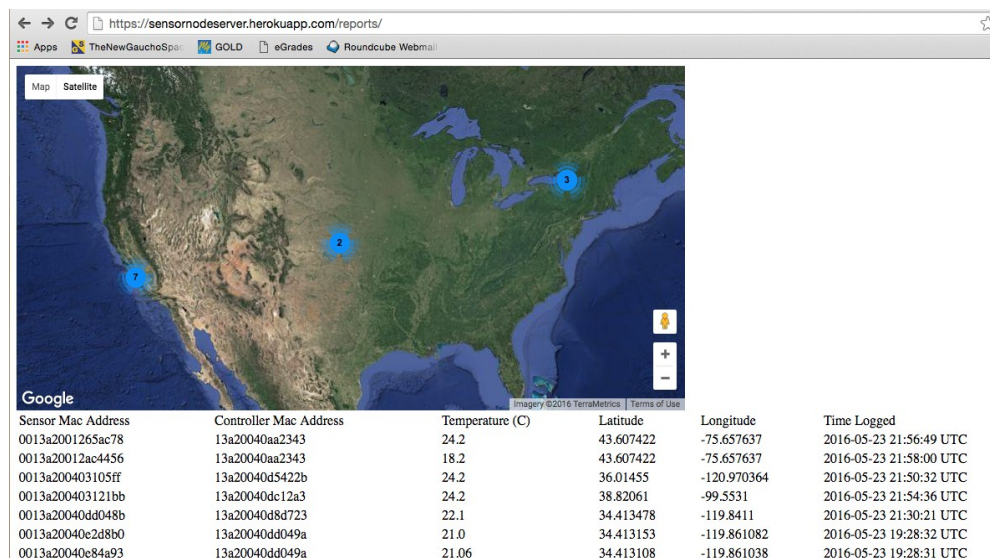 https://sensornodeserver.herokuapp.com/reports/
Apps TheNewGauchoSpac GOLD eGrades Roundcube Webmail
Map Satellite
3
2
7
+
−
Google
Imagery ©2016 TerraMetrics Terms of Use
Sensor Mac Address Controller Mac Address Temperature (C) Latitude Longitude Time Logged
0013a2001265ac78 13a20040aa2343 24.2 43.607422 -75.657637 2016-05-23 21:56:49 UTC
0013a20012ac4456 13a20040aa2343 18.2 43.607422 -75.657637 2016-05-23 21:58:00 UTC
0013a200403105ff 13a20040d5422b 24.2 36.01455 -120.970364 2016-05-23 21:50:32 UTC
0013a200403121bb 13a20040dc12a3 24.2 38.82061 -99.5531 2016-05-23 21:54:36 UTC
0013a20040dd048b 13a20040d8d723 22.1 34.413478 -119.8411 2016-05-23 21:30:21 UTC
0013a20040e2d8b0 13a20040dd049a 21.0 34.413153 -119.861082 2016-05-23 19:28:32 UTC
0013a20040e84a93 13a20040dd049a 21.06 34.413108 -119.861038 2016-05-23 19:28:31 UTC